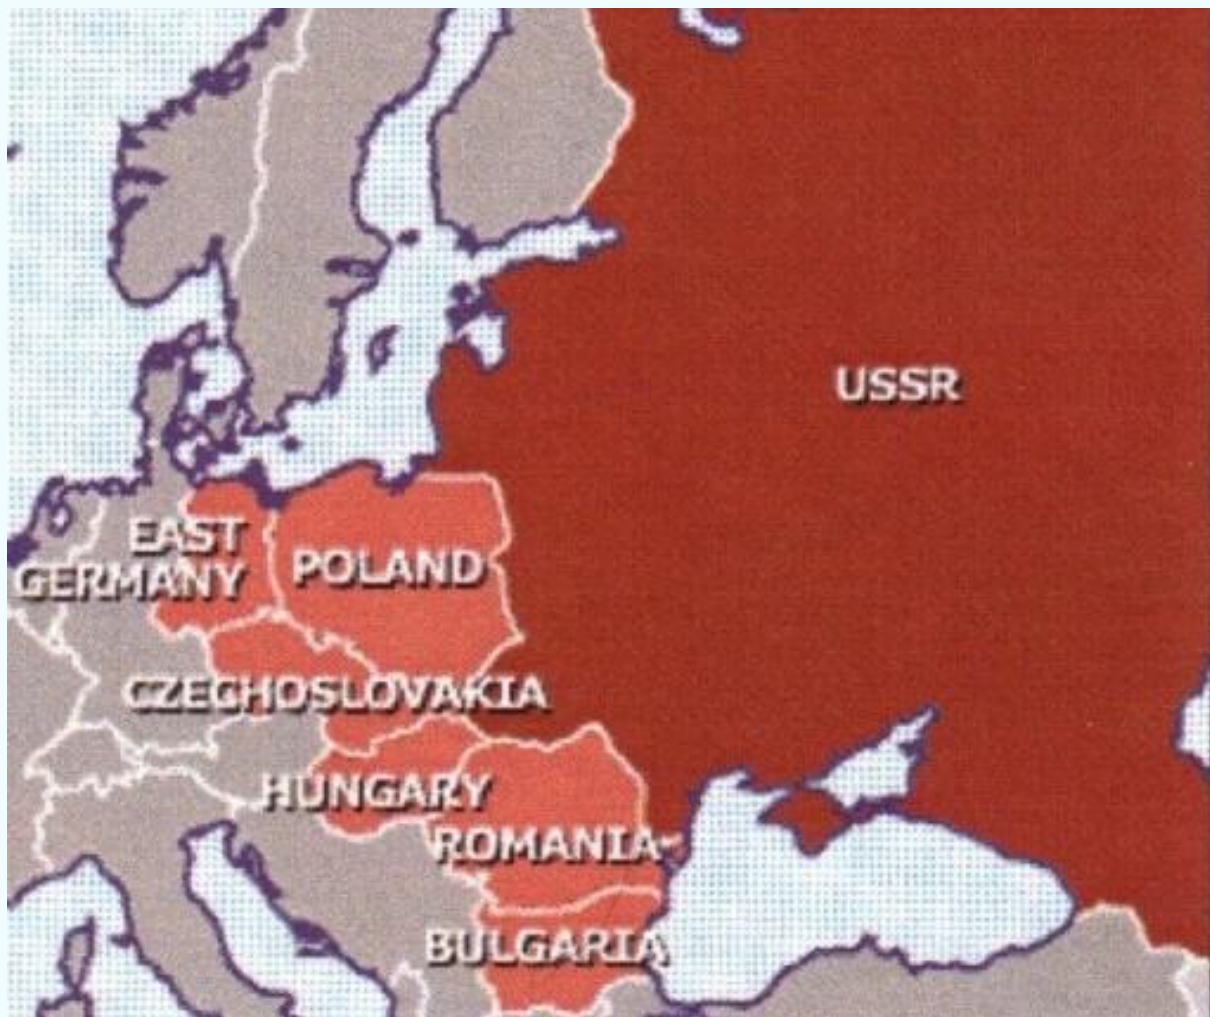 USSR
EAST
GERMANY
POLAND
CZECHOSLOVAKIA
HUNGARY
ROMANIA
BULGARIA